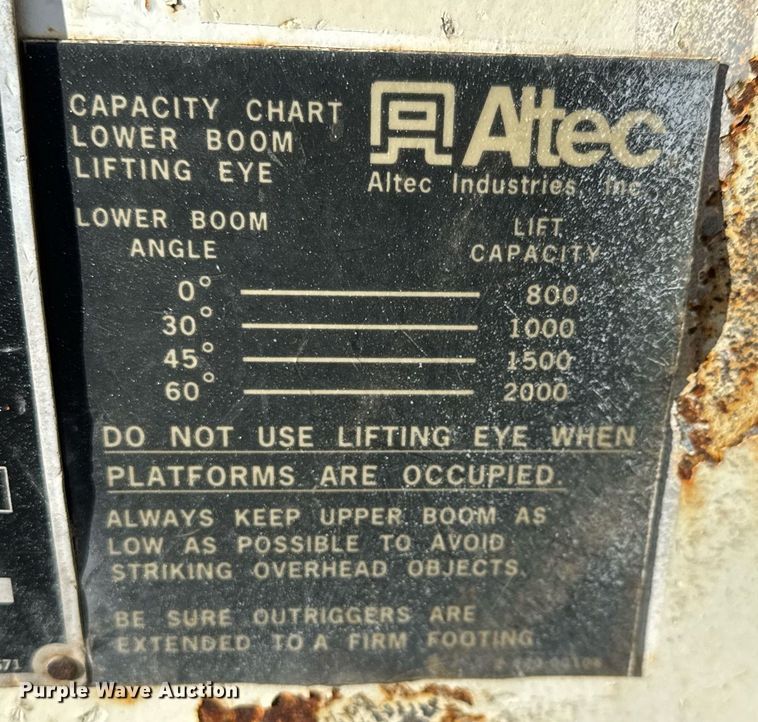 CAPACITY CHART
LOWER BOOM
LIFTING EYE
Altec
Altec Industries, Inc
LOWER BOOM
ANGLE
LIFT
CAPACITY
0° 800
30° 1000
45° 1500
60° 2000
DO NOT USE LIFTING EYE WHEN
PLATFORMS ARE OCCUPIED.
ALWAYS KEEP UPPER BOOM AS
LOW AS POSSIBLE TO AVOID
STRIKING OVERHEAD OBJECTS.
BE SURE OUTRIGGERS ARE
EXTENDED TO A FIRM FOOTING
671
Purple Wave Auction